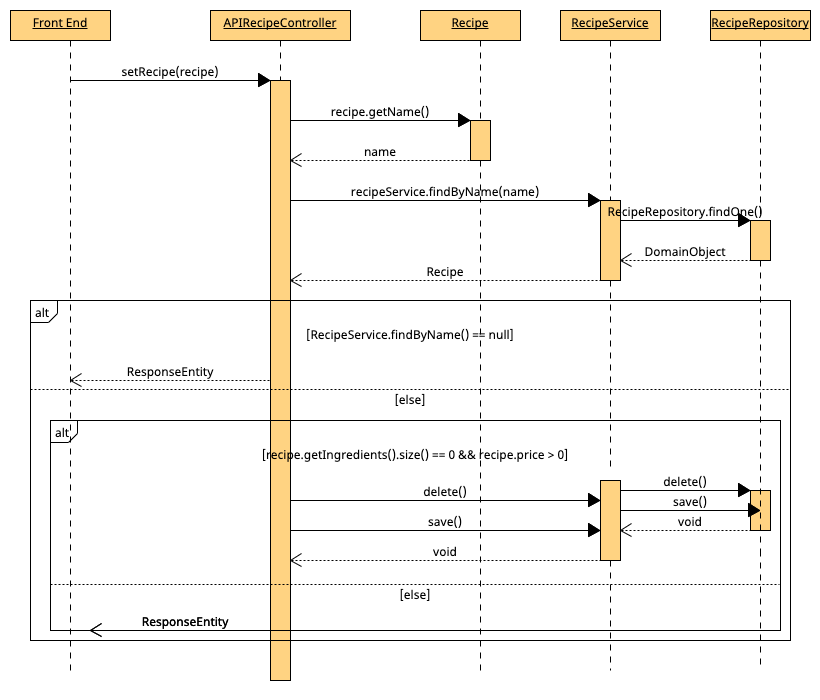 Front End
APIRecipeController
Recipe
RecipeService
RecipeRepository
setRecipe(recipe)
recipe.getName()
name
recipeService.findByName(name)
RecipeRepository.findOne()
DomainObject
Recipe
alt
[RecipeService.findByName() == null]
ResponseEntity
[else]
alt
[recipe.getIngredients().size() == 0 && recipe.price > 0]
delete()
delete()
save()
save()
void
void
[else]
ResponseEntity